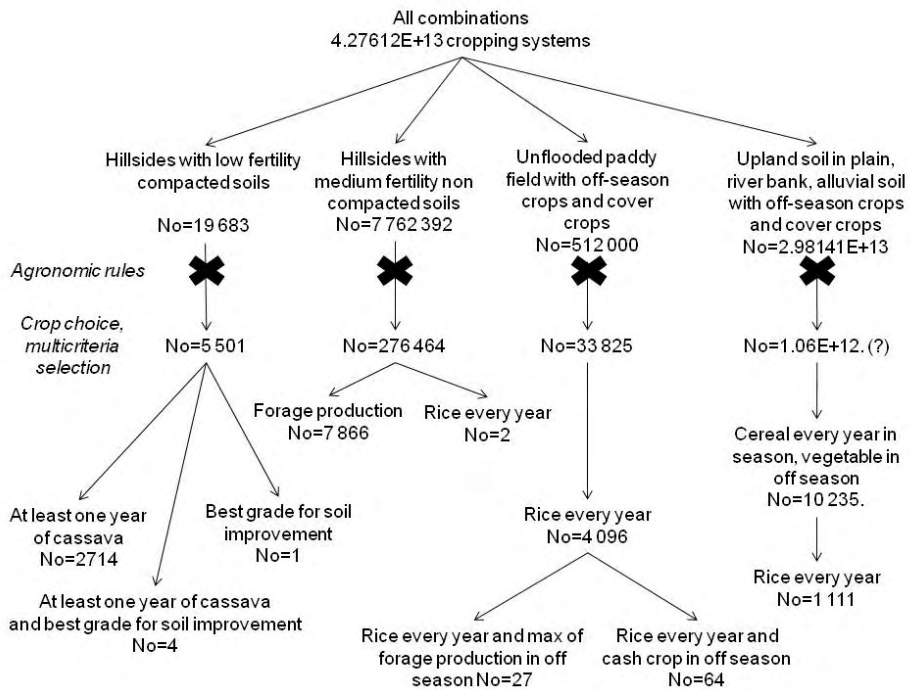 All combinations
4.27612E+13 cropping systems
Hillsides with low fertility
compacted soils
No=19 683
Hillsides with
medium fertility non
compacted soils
No=7 762 392
Unflooded paddy
field with off-season
crops and cover
crops
No=512 000
Upland soil in plain,
river bank, alluvial soil
with off-season crops
and cover crops
No=2.98141E+13
Agronomic rules
Crop choice,
multicriteria
selection
No=5 501
No=276 464
No=33 825
No=1.06E+12. (?)
Forage production
No=7 866
Rice every year
No=2
Cereal every year in
season, vegetable in
off season
No=10 235.
At least one year
of cassava
No=2714
Best grade for soil
improvement
No=1
Rice every year
No=4 096
Rice every year
No=1 111
At least one year of cassava
and best grade for soil improvement
No=4
Rice every year and max of
forage production in off
season No=27
Rice every year and
cash crop in off season
No=64